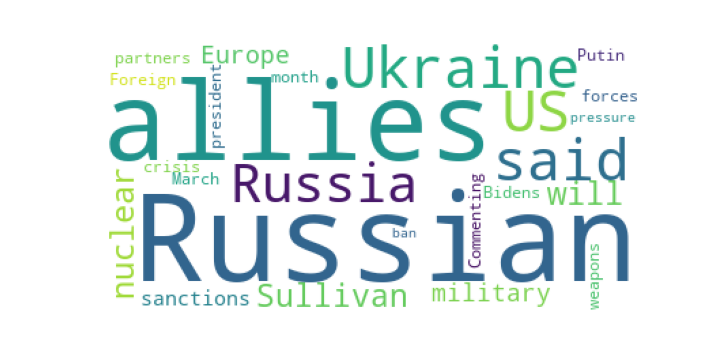 partners
Europe
Ukraine
Putin
Foreign
president
month
allies
US
forces
pressure
crisis
March
Russia
said
nuclear
Commenting
Bidens
will
Russian
ban
sanctions
Sullivan
military
weapons